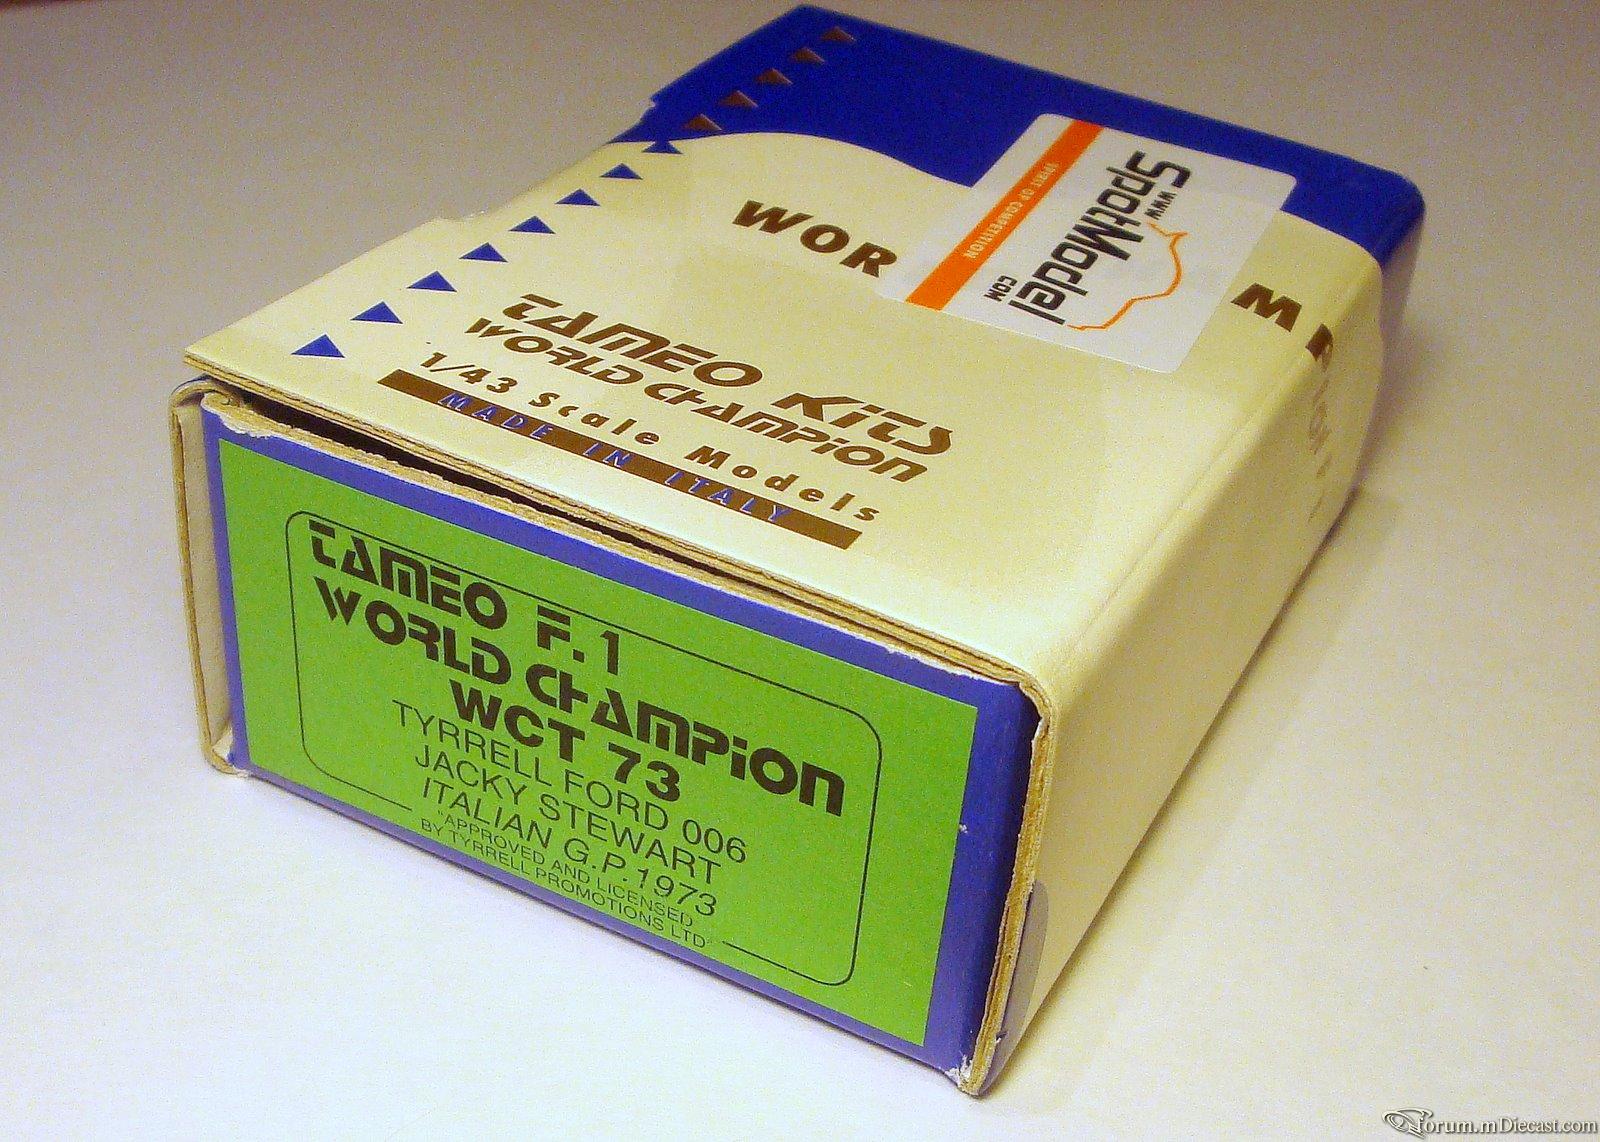 WOR
M
www.
SpotModel
.COM
SPIRIT OF COMPETITION
TAMEO KITS
WORLD CHAMPION
1/43 Scale Models
MADE IN ITALY
TAMEO F.1
WORLD CHAMPION
WCT 73
TYRRELL FORD 006
JACKY STEWART
ITALIAN G.P.1973
"APPROVED AND LICENSED
BY TYRRELL PROMOTIONS LTD"
Forum.mDiecast.com